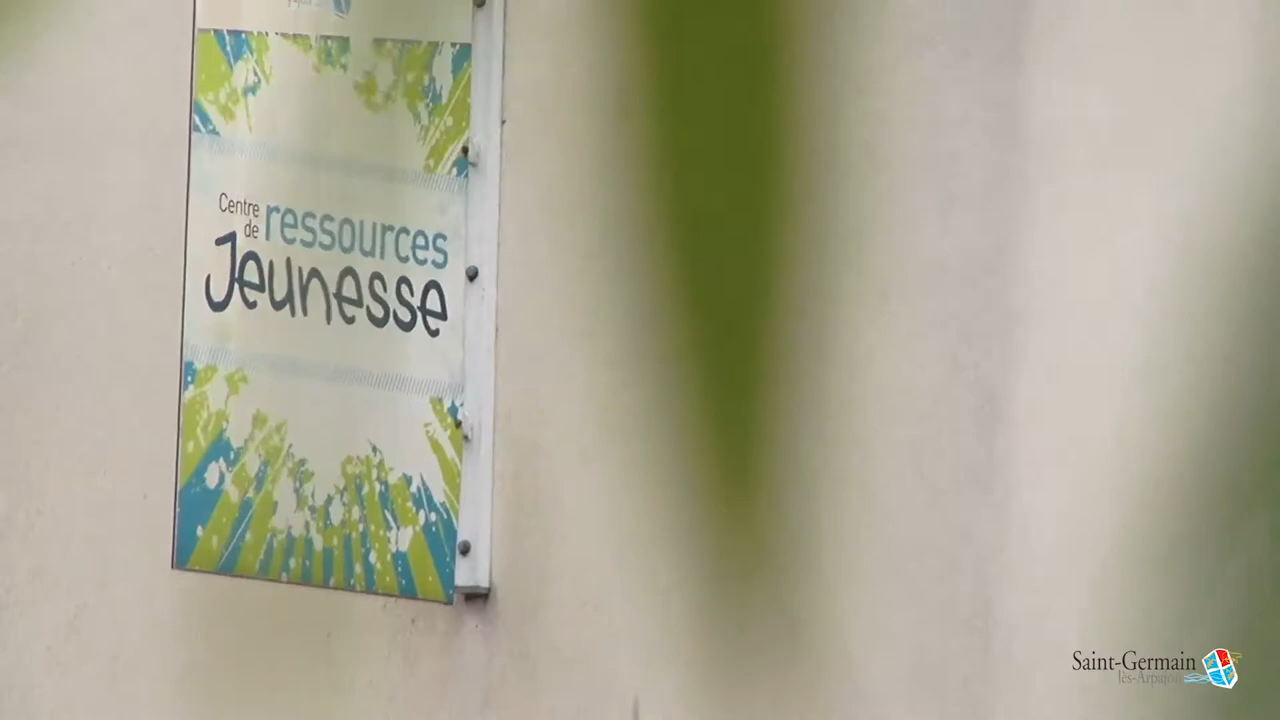 Centre
de ressources
Jeunesse
Saint-Germain
lès-Arpajon